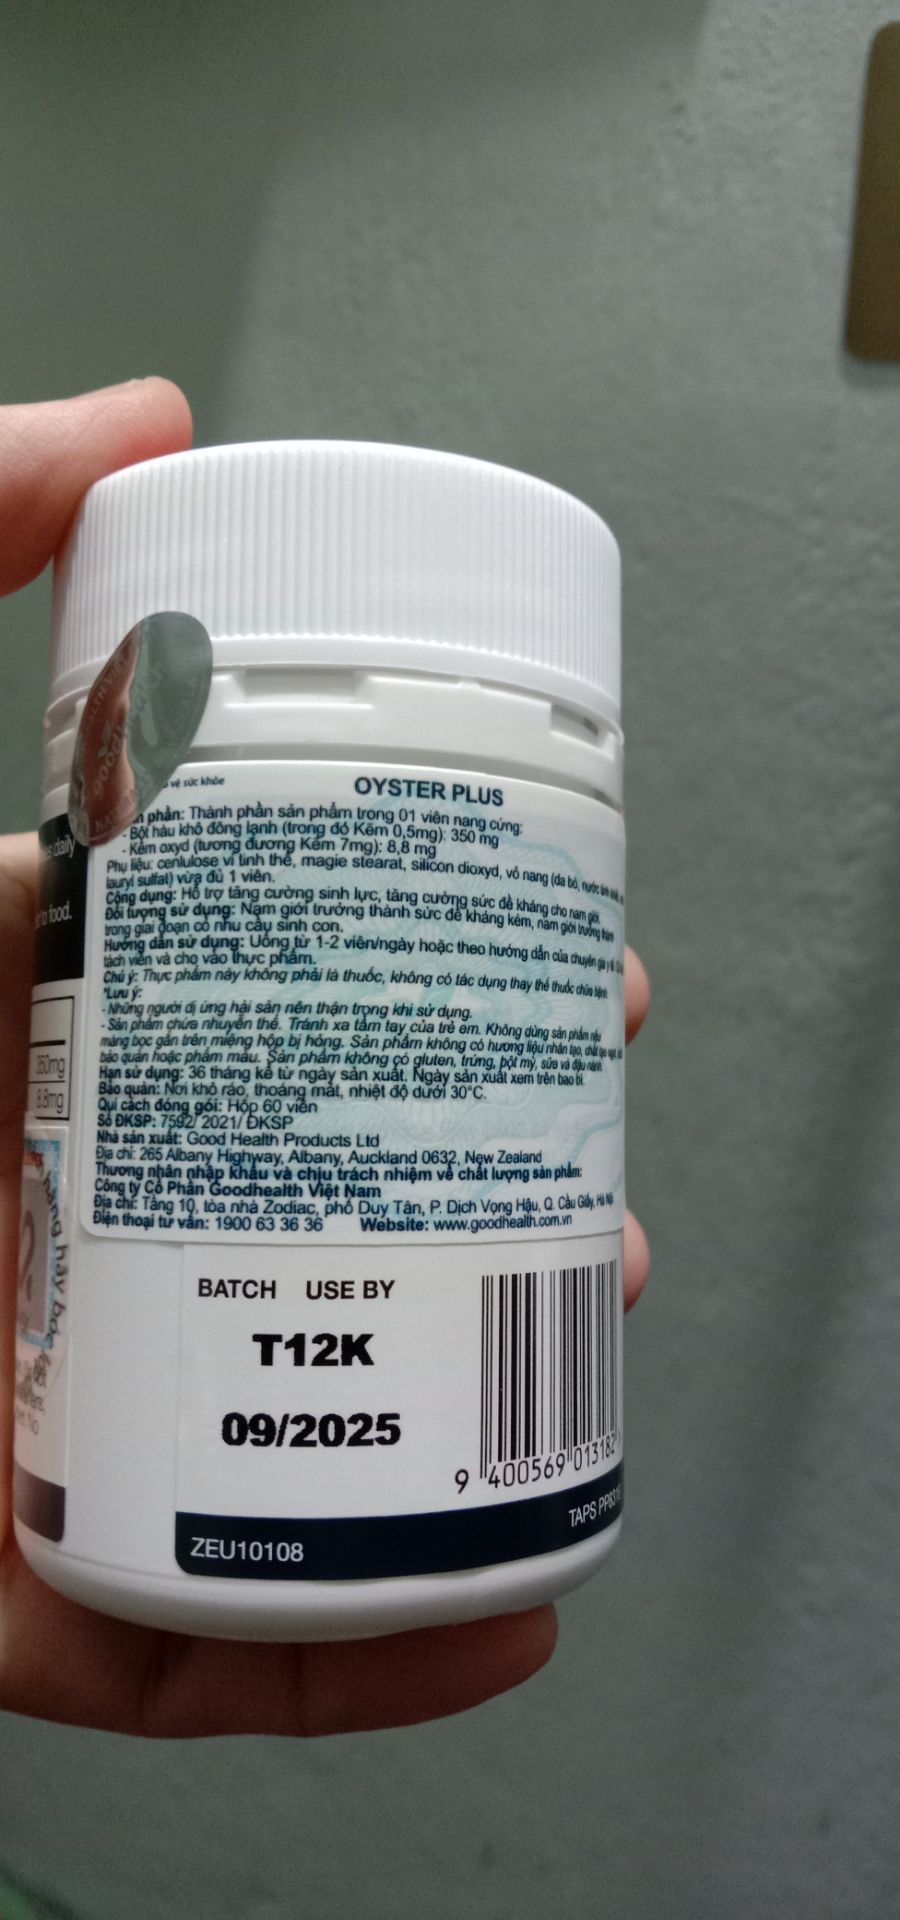 vệ sức khỏe
OYSTER PLUS
phần: Thành phần sản phẩm trong 01 viên nang cứng:
- Bột hàu khô đông lạnh (trong đó Kẽm 0,5mg): 350 mg
- Kẽm oxyd (tương đương Kẽm 7mg): 8,8 mg
Phụ liệu: cenlulose vi tinh thể, magie stearat, silicon dioxyd, vỏ nang (da bò, nước tinh
lauryl sulfat) vừa đủ 1 viên.
Công dụng: Hỗ trợ tăng cường sinh lực, tăng cường sức đề kháng cho nam giới.
Đối tượng sử dụng: Nam giới trưởng thành sức đề kháng kém, nam giới trưởng thành
trong giai đoạn có nhu cầu sinh con.
Hướng dẫn sử dụng: Uống từ 1-2 viên/ngày hoặc theo hướng dẫn của chuyên gia y tế.
tách viên và cho vào thực phẩm.
Chú ý: Thực phẩm này không phải là thuốc, không có tác dụng thay thế thuốc chữa bệnh.
*Lưu ý:
- Những người dị ứng hải sản nên thận trọng khi sử dụng.
- Sản phẩm chứa nhuyễn thể. Tránh xa tầm tay của trẻ em. Không dùng sản phẩm nếu
màng bọc gắn trên miệng hộp bị hỏng. Sản phẩm không có hương liệu nhân tạo, chất tạo ngọt, chất
bảo quản hoặc phẩm màu. Sản phẩm không có gluten, trứng, bột mỳ, sữa và đậu nành.
Hạn sử dụng: 36 tháng kể từ ngày sản xuất. Ngày sản xuất xem trên bao bì.
Bảo quản: Nơi khô ráo, thoáng mát, nhiệt độ dưới 30°C.
Qui cách đóng gói: Hộp 60 viên
Số ĐKSP: 7592/ 2021/ ĐKSP
Nhà sản xuất: Good Health Products Ltd
Địa chỉ: 265 Albany Highway, Albany, Auckland 0632, New Zealand
Thương nhân nhập khẩu và chịu trách nhiệm về chất lượng sản phẩm:
Công ty Cổ Phần Goodhealth Việt Nam
Địa chỉ: Tầng 10, tòa nhà Zodiac, phố Duy Tân, P. Dịch Vọng Hậu, Q. Cầu Giấy, Hà Nội
Điện thoại tư vấn: 1900 63 36 36 Website: www.goodhealth.com.vn
daily
to food.
350mg
8.8mg
BATCH USE BY
T12K
09/2025
9 400569 013182
TAPS
ZEU10108